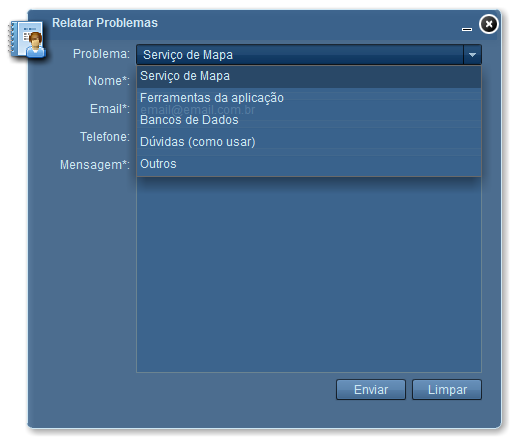 Relatar Problemas
Problema: Serviço de Mapa
Nome*: Serviço de Mapa
Ferramentas da aplicação
Email*: email@email.com.br
Bancos de Dados
Telefone: Dúvidas (como usar)
Mensagem*: Outros
Enviar Limpar